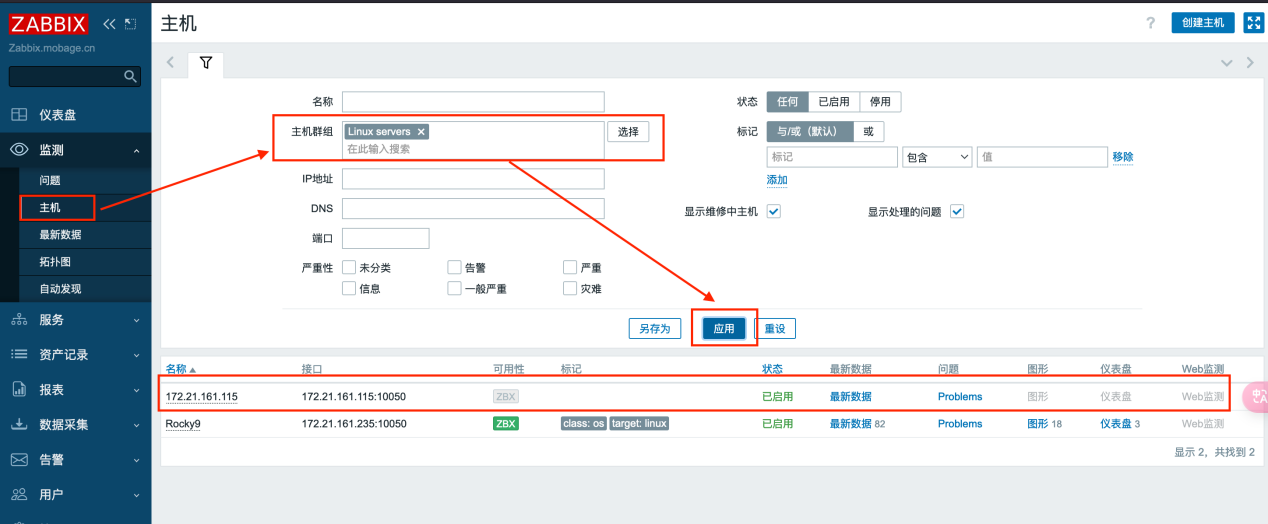 ZABBIX
Zabbix.mobage.cn
仪表盘
监测
问题
主机
最新数据
拓扑图
自动发现
服务
资产记录
报表
数据采集
告警
用户
主机
? 创建主机
名称
主机群组 Linux servers × 选择
在此输入搜索
IP地址
DNS
端口
严重性 未分类 告警 严重
信息 一般严重 灾难
状态 任何 已启用 停用
标记 与/或（默认） 或
标记 包含 值 移除
添加
显示维修中主机 显示处理的问题
另存为 应用 重设
名称 接口 可用性 标记 状态 最新数据 问题 图形 仪表盘 Web监测
172.21.161.115 172.21.161.115:10050 ZBX 已启用 最新数据 Problems 图形 仪表盘 Web监测
Rocky9 172.21.161.235:10050 ZBX class: os target: linux 已启用 最新数据 82 Problems 图形 18 仪表盘 3 Web监测
显示 2，共找到 2